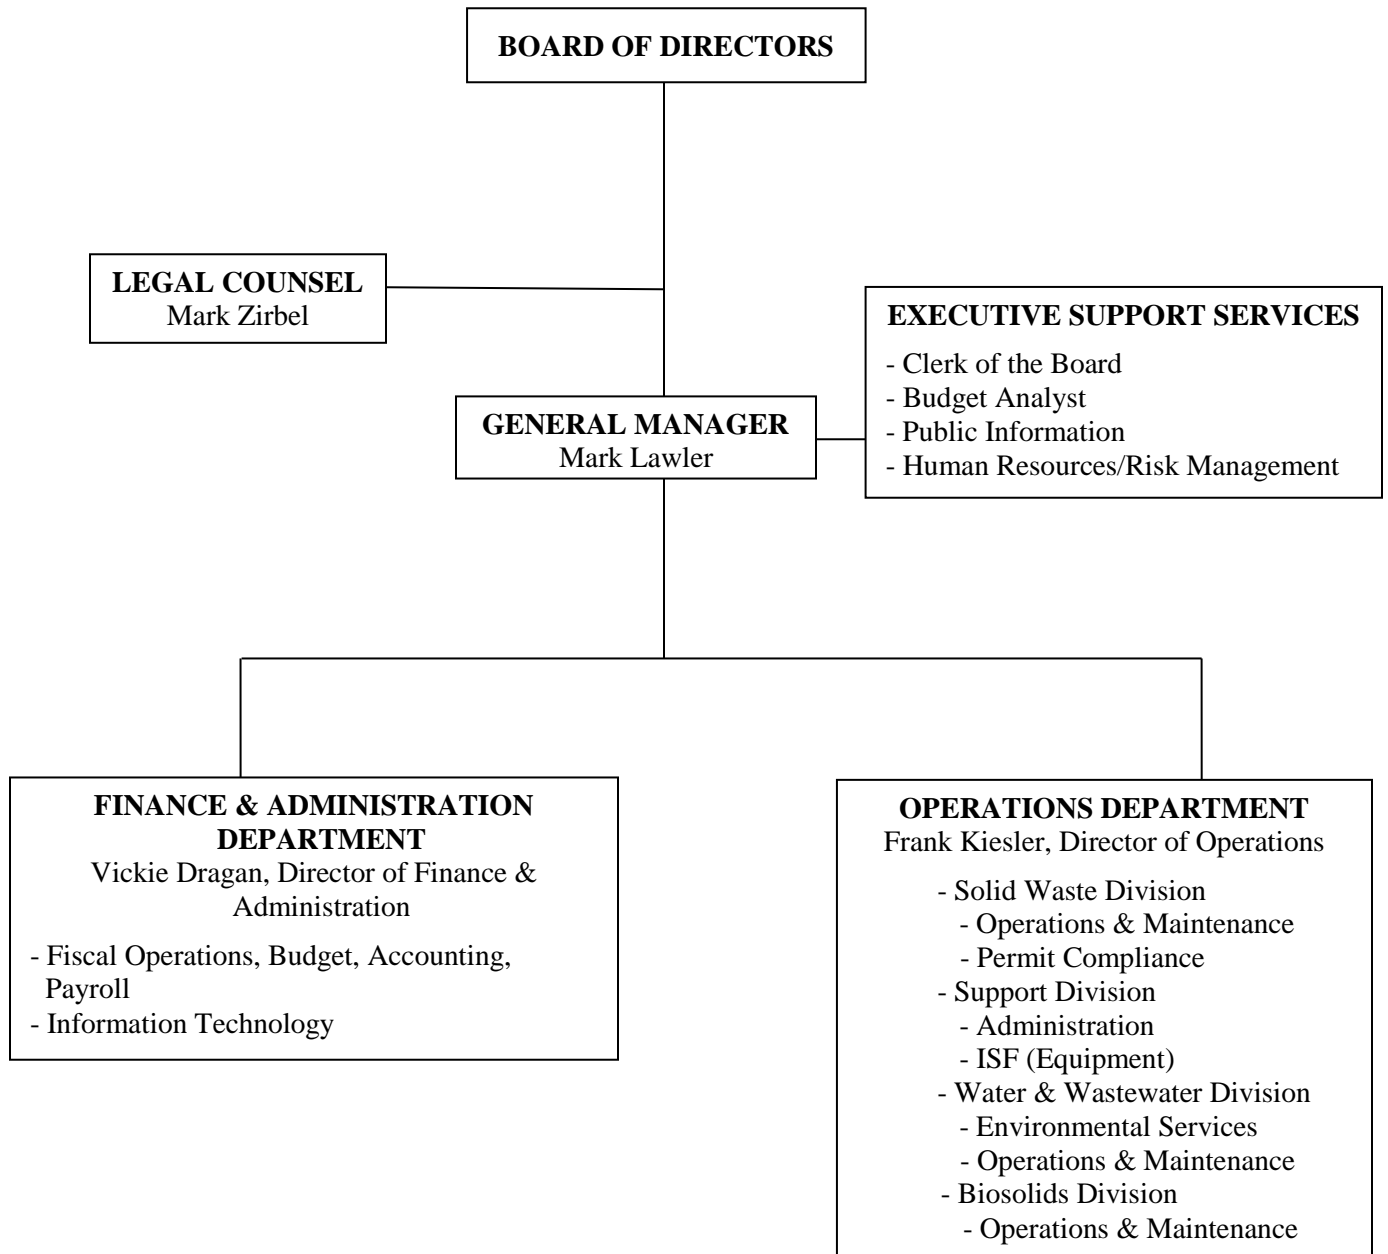 BOARD OF DIRECTORS
LEGAL COUNSEL
Mark Zirbel
EXECUTIVE SUPPORT SERVICES
- Clerk of the Board
- Budget Analyst
- Public Information
- Human Resources/Risk Management
GENERAL MANAGER
Mark Lawler
FINANCE & ADMINISTRATION
DEPARTMENT
Vickie Dragan, Director of Finance &
Administration
- Fiscal Operations, Budget, Accounting,
Payroll
- Information Technology
OPERATIONS DEPARTMENT
Frank Kiesler, Director of Operations
- Solid Waste Division
- Operations & Maintenance
- Permit Compliance
- Support Division
- Administration
- ISF (Equipment)
- Water & Wastewater Division
- Environmental Services
- Operations & Maintenance
- Biosolids Division
- Operations & Maintenance